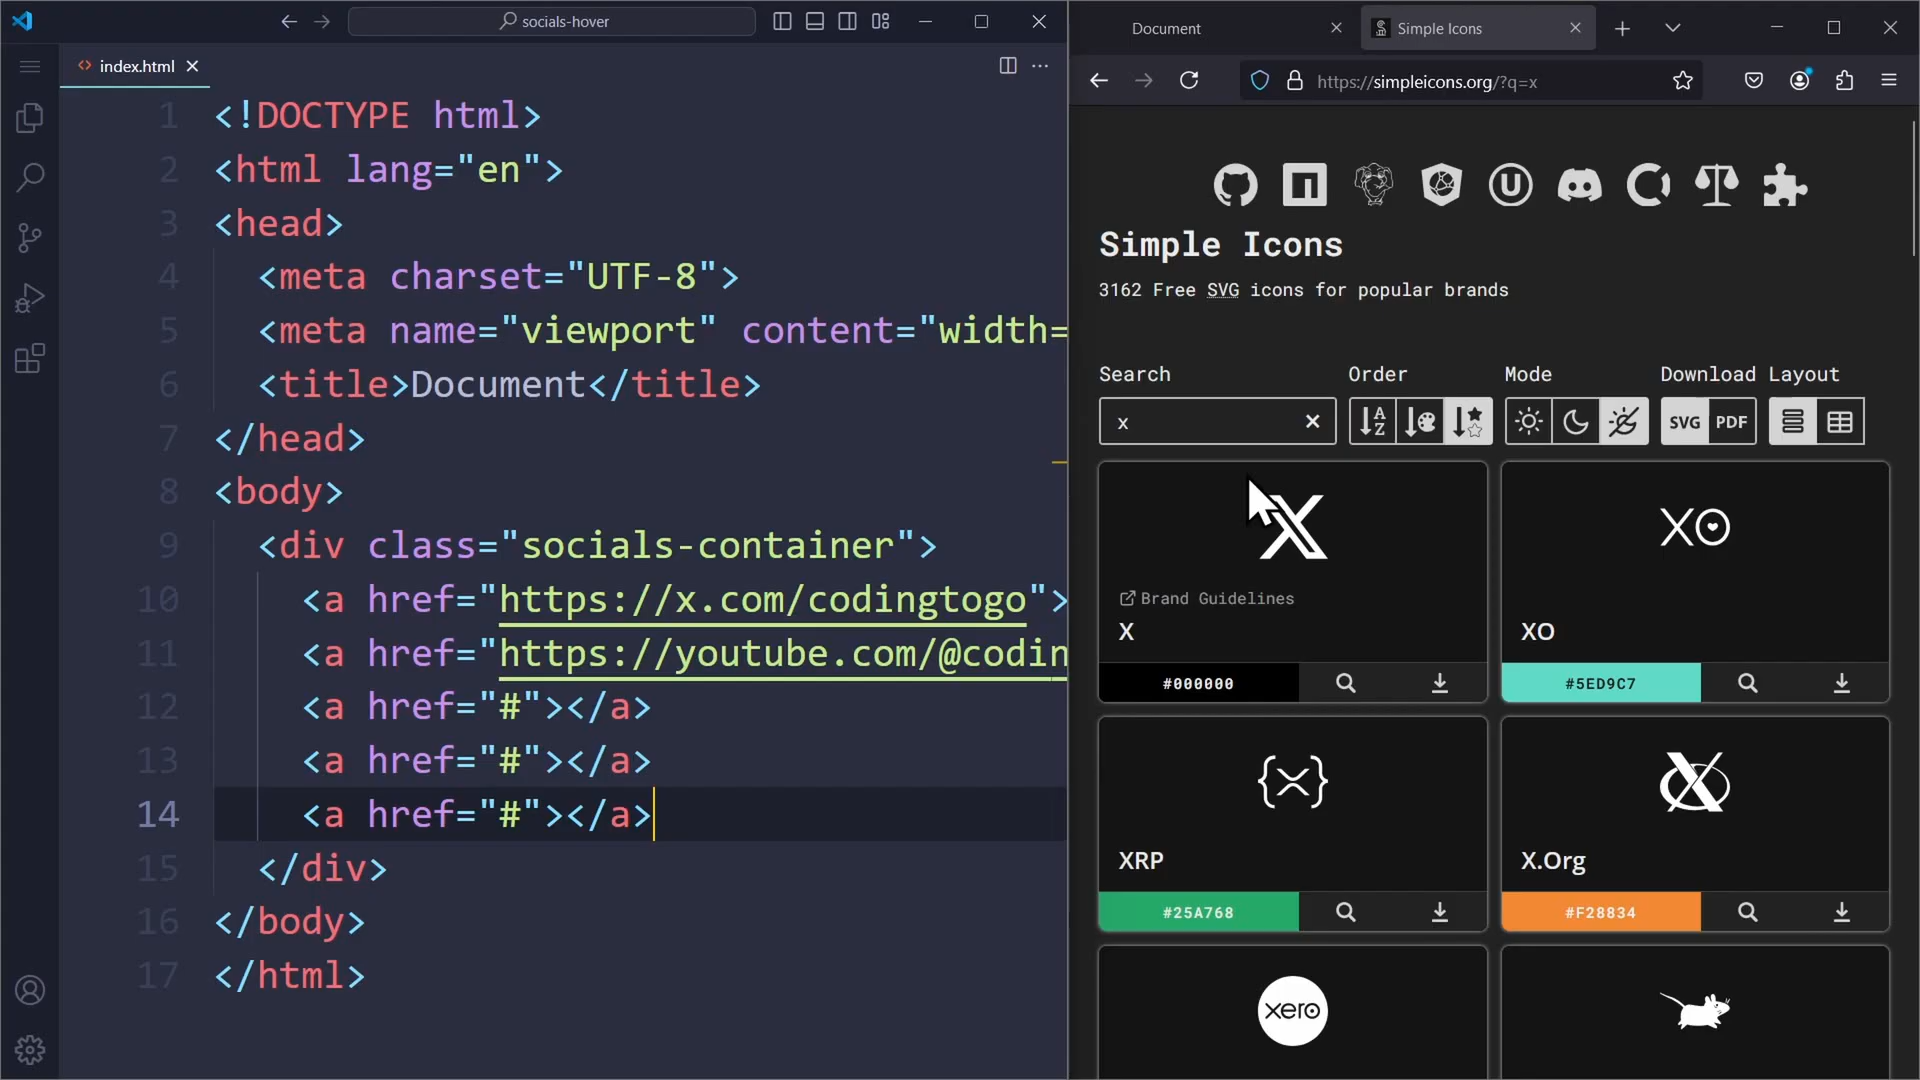 socials-hover
index.html
1 <!DOCTYPE html>
2 <html lang="en">
3 <head>
4 <meta charset="UTF-8">
5 <meta name="viewport" content="width=
6 <title>Document</title>
7 </head>
8 <body>
9 <div class="socials-container">
10 <a href="https://x.com/codingtogo">
11 <a href="https://youtube.com/@codin
12 <a href="#"></a>
13 <a href="#"></a>
14 <a href="#"></a>
15 </div>
16 </body>
17 </html>
Document
Simple Icons
https://simpleicons.org/?q=x
Simple Icons
3162 Free SVG icons for popular brands
Search Order Mode Download Layout
x A Z SVG PDF
Brand Guidelines
X
#000000
XO
#5ED9C7
XRP
#25A768
X.Org
#F28834
xero